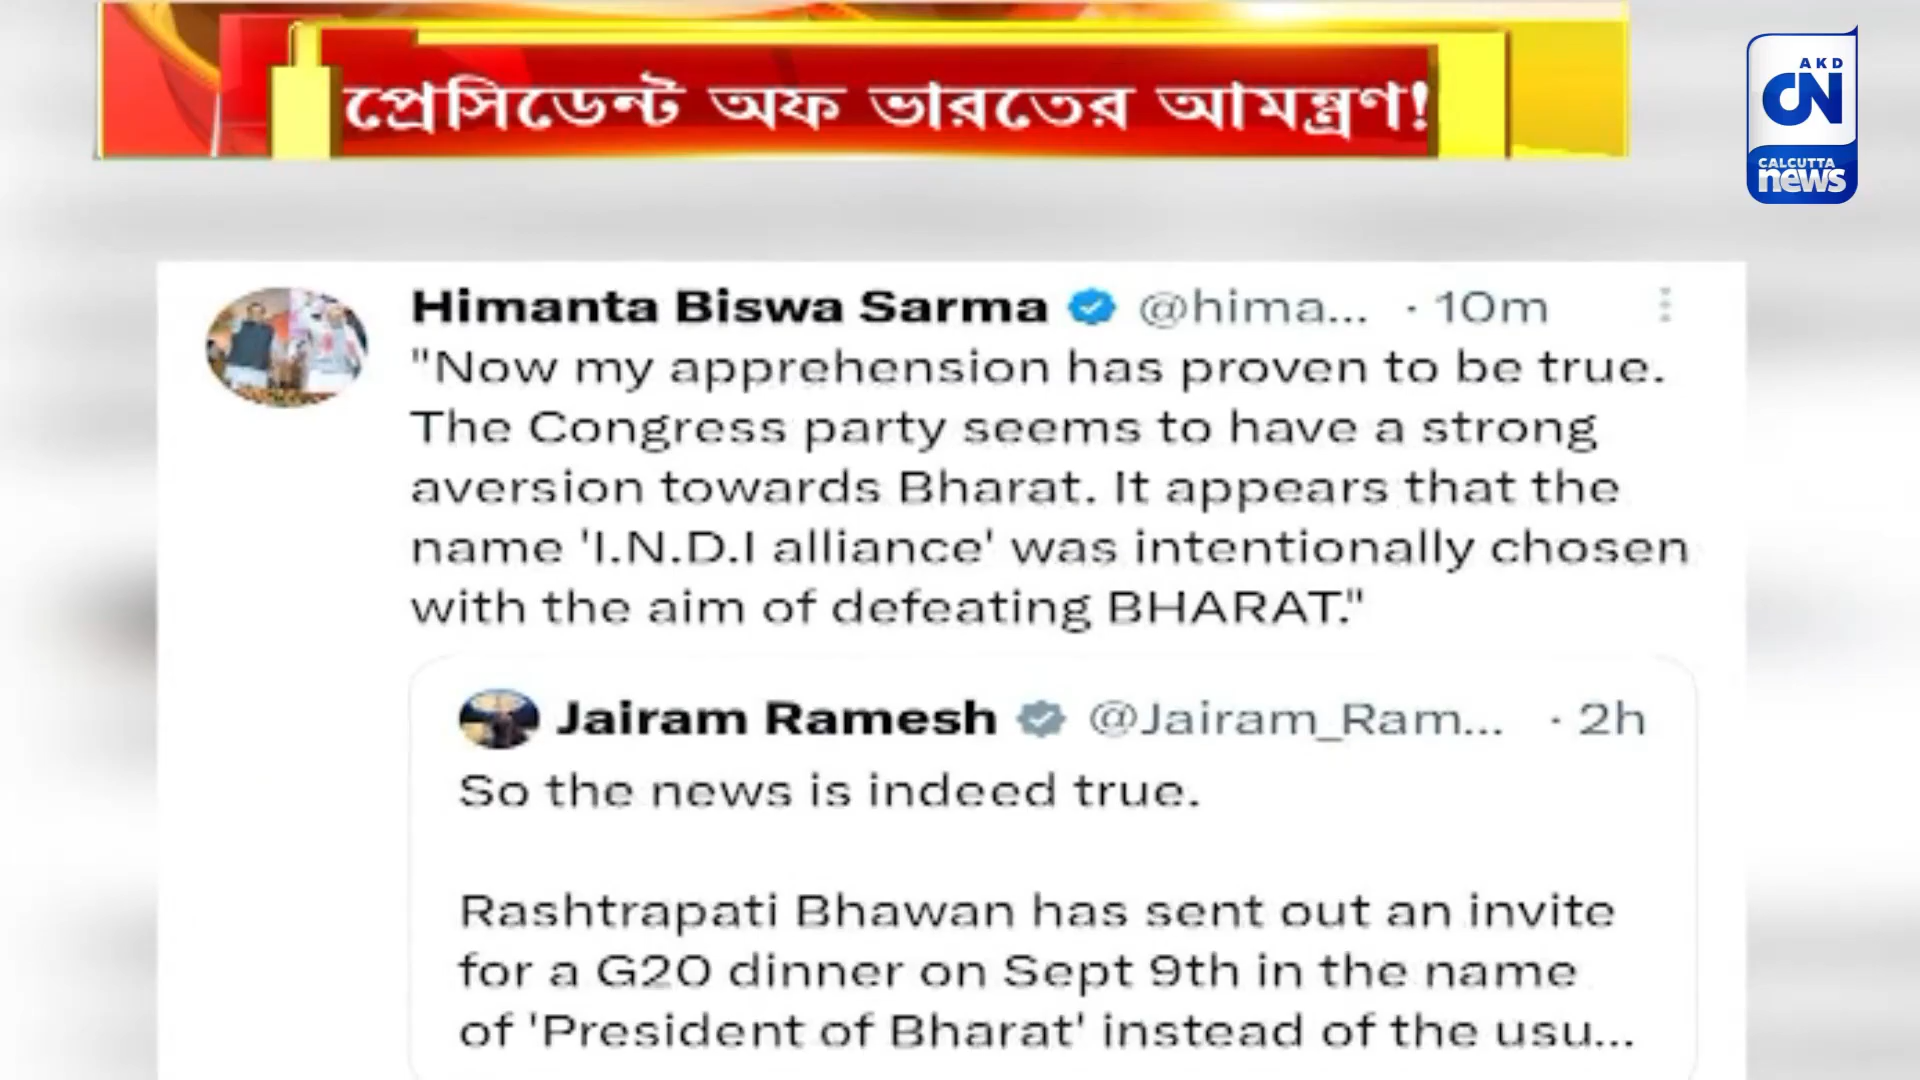 প্রেসিডেন্ট অফ ভারতের আমন্ত্রণ!
AKD
CN
CALCUTTA
news
Himanta Biswa Sarma @hima... · 10m
"Now my apprehension has proven to be true.
The Congress party seems to have a strong
aversion towards Bharat. It appears that the
name 'I.N.D.I alliance' was intentionally chosen
with the aim of defeating BHARAT."
Jairam Ramesh @Jairam_Ram... · 2h
So the news is indeed true.
Rashtrapati Bhawan has sent out an invite
for a G20 dinner on Sept 9th in the name
of 'President of Bharat' instead of the usu...